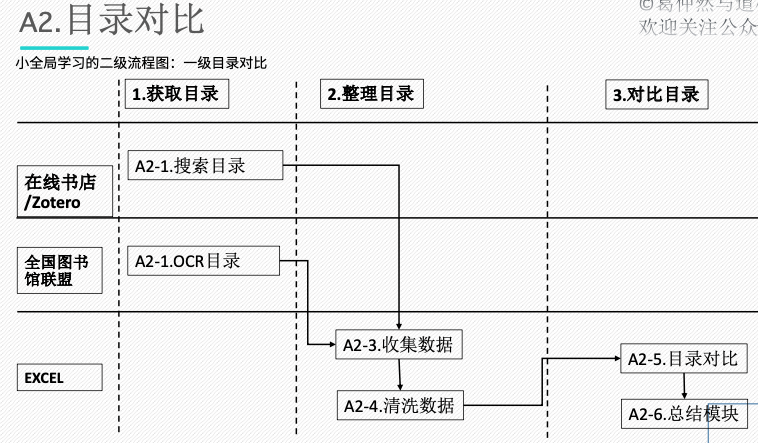 A2.目录对比
©葛仲然与道
欢迎关注公众
小全局学习的二级流程图：一级目录对比
1.获取目录
2.整理目录
3.对比目录
在线书店
/Zotero
A2-1.搜索目录
全国图书
馆联盟
A2-1.OCR目录
EXCEL
A2-3.收集数据
A2-4.清洗数据
A2-5.目录对比
A2-6.总结模块